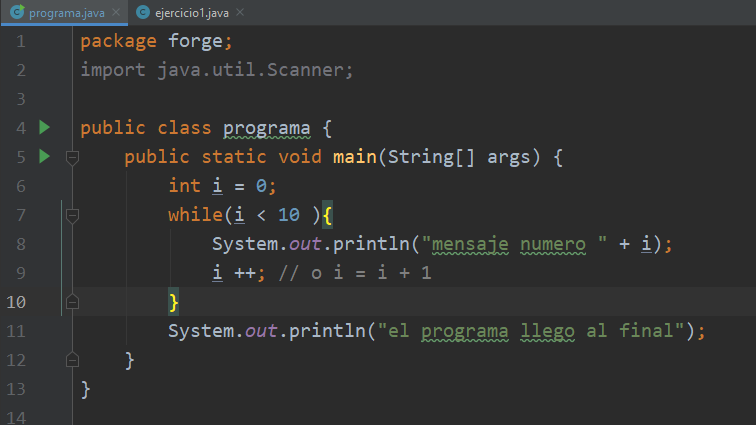 programa.java × ejercicio1.java ×
1 package forge;
2 import java.util.Scanner;
3
4 public class programa {
5 public static void main(String[] args) {
6 int i = 0;
7 while(i < 10 ){
8 System.out.println("mensaje numero " + i);
9 i ++; // o i = i + 1
10 }
11 System.out.println("el programa llego al final");
12 }
13 }
14